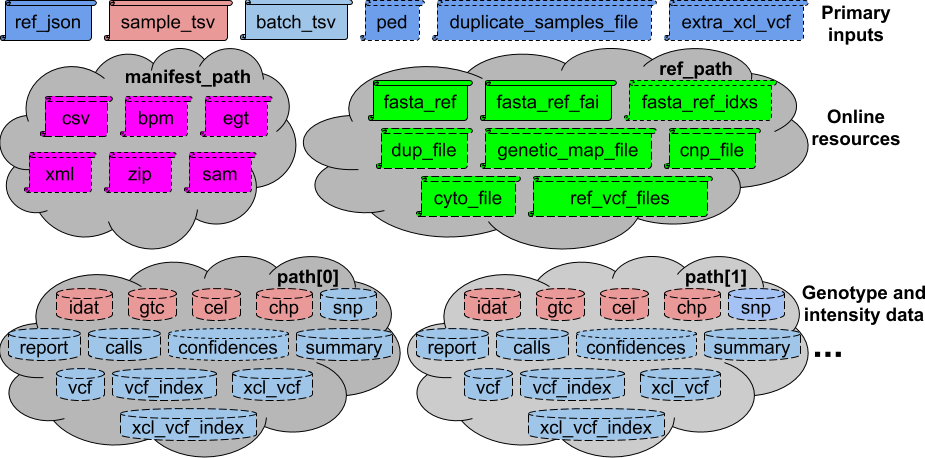 ref_json sample_tsv batch_tsv ped duplicate_samples_file extra_xcl_vcf
Primary
inputs
manifest_path
csv bpm egt
xml zip sam
ref_path
fasta_ref fasta_ref_fai fasta_ref_idxs
dup_file genetic_map_file cnp_file
cyto_file ref_vcf_files
Online
resources
path[0]
idat gtc cel chp snp
report calls confidences summary
vcf vcf_index xcl_vcf
xcl_vcf_index
path[1]
idat gtc cel chp snp
report calls confidences summary
vcf vcf_index xcl_vcf
xcl_vcf_index
Genotype and
intensity data
...